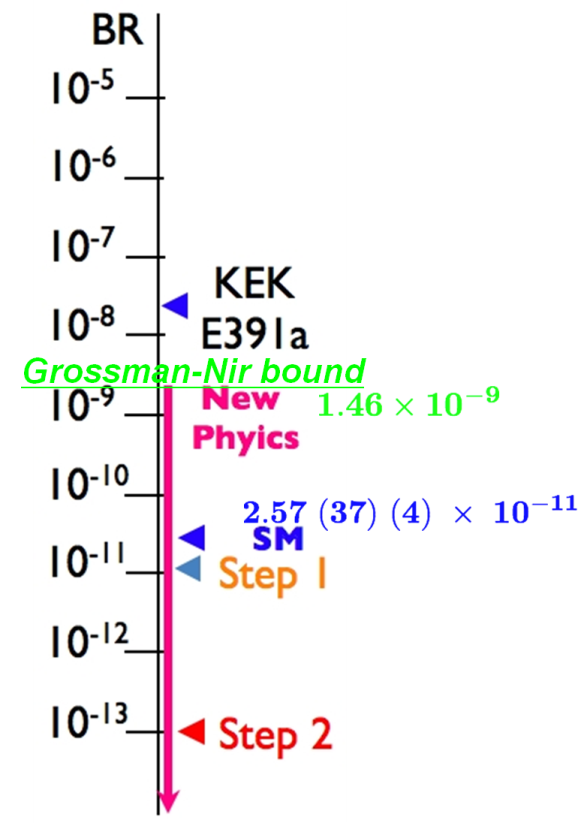 BR
10⁻⁵
10⁻⁶
10⁻⁷
KEK
10⁻⁸
E391a
Grossman-Nir bound
10⁻⁹
New
1.46 × 10⁻⁹
Phyics
10⁻¹⁰
2.57 (37) (4) × 10⁻¹¹
SM
10⁻¹¹
Step 1
10⁻¹²
10⁻¹³
Step 2